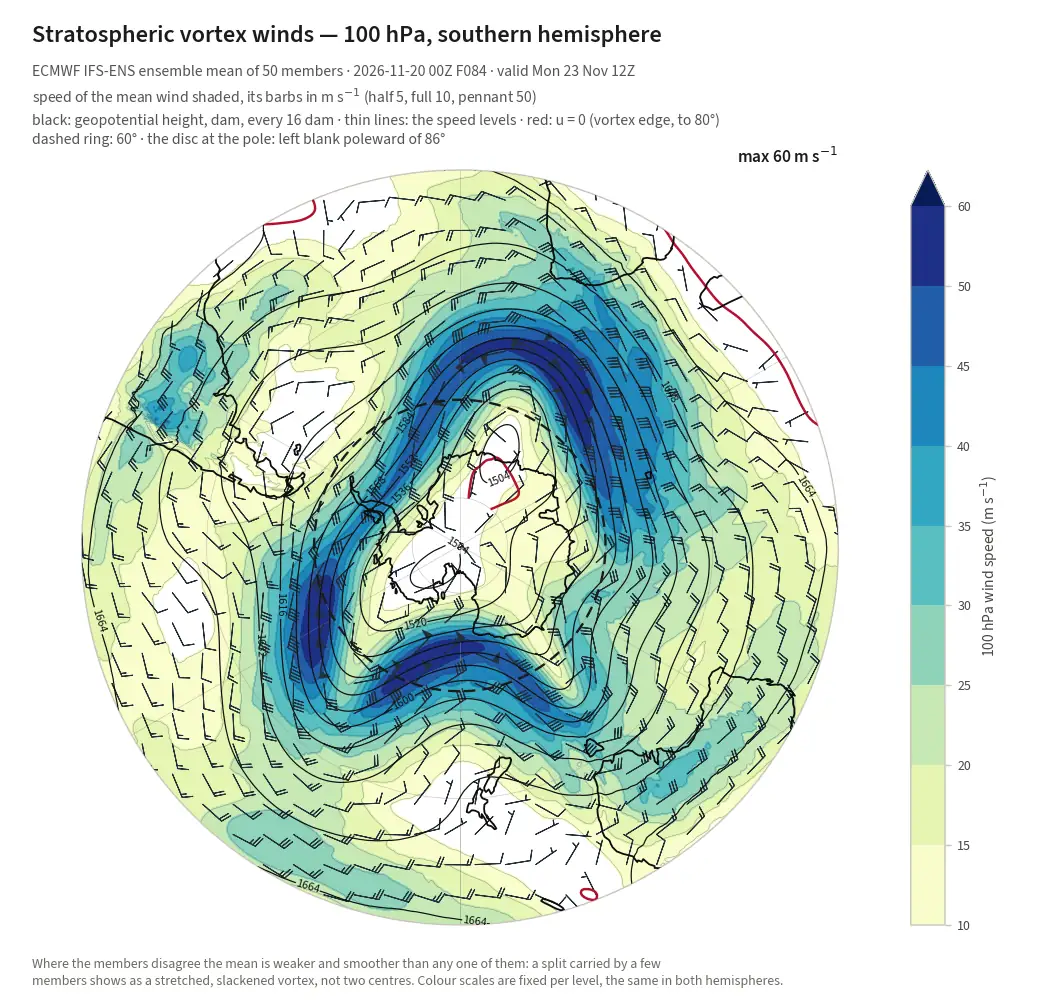 Stratospheric vortex winds — 100 hPa, southern hemisphere
ECMWF IFS-ENS ensemble mean of 50 members · 2026-11-20 00Z F084 · valid Mon 23 Nov 12Z
speed of the mean wind shaded, its barbs in m s⁻¹ (half 5, full 10, pennant 50)
black: geopotential height, dam, every 16 dam · thin lines: the speed levels · red: u = 0 (vortex edge, to 80°)
dashed ring: 60° · the disc at the pole: left blank poleward of 86°
max 60 m s⁻¹
60
50
45
40
35
30
25
20
15
10
100 hPa wind speed (m s⁻¹)
1504
1504
1520
1600
1616
1664
1664
1664
1664
Where the members disagree the mean is weaker and smoother than any one of them: a split carried by a few
members shows as a stretched, slackened vortex, not two centres. Colour scales are fixed per level, the same in both hemispheres.